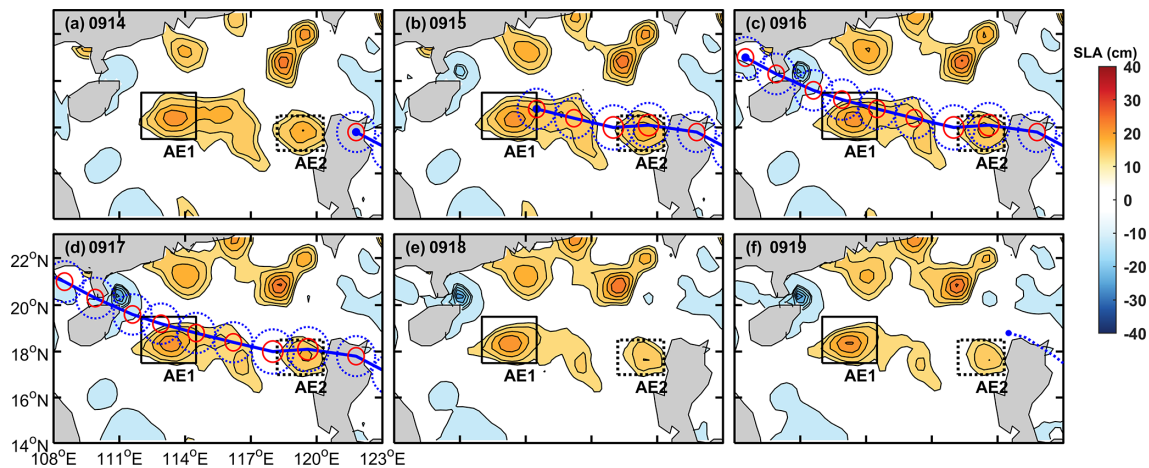 (a) 0914
(b) 0915
(c) 0916
SLA (cm)
40
30
20
10
0
-10
-20
-30
-40
AE1
AE2
AE1
AE2
AE1
AE2
(d) 0917
(e) 0918
(f) 0919
22°N
20°N
18°N
16°N
14°N
AE1
AE2
AE1
AE2
AE1
AE2
108°E 111°E 114°E 117°E 120°E 123°E